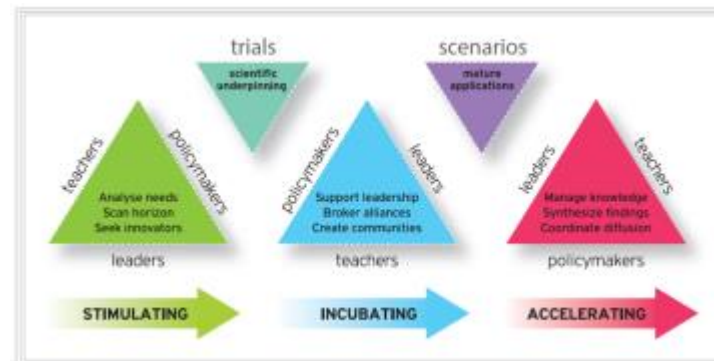 trials
scenarios
scientific
underpinning
mature
applications
teachers
policymakers
Analyse needs
Scan horizon
Seek innovators
leaders
policymakers
leaders
Support leadership
Broker alliances
Create communities
teachers
leaders
teachers
Manage knowledge
Synthesize findings
Coordinate diffusion
policymakers
STIMULATING
INCUBATING
ACCELERATING